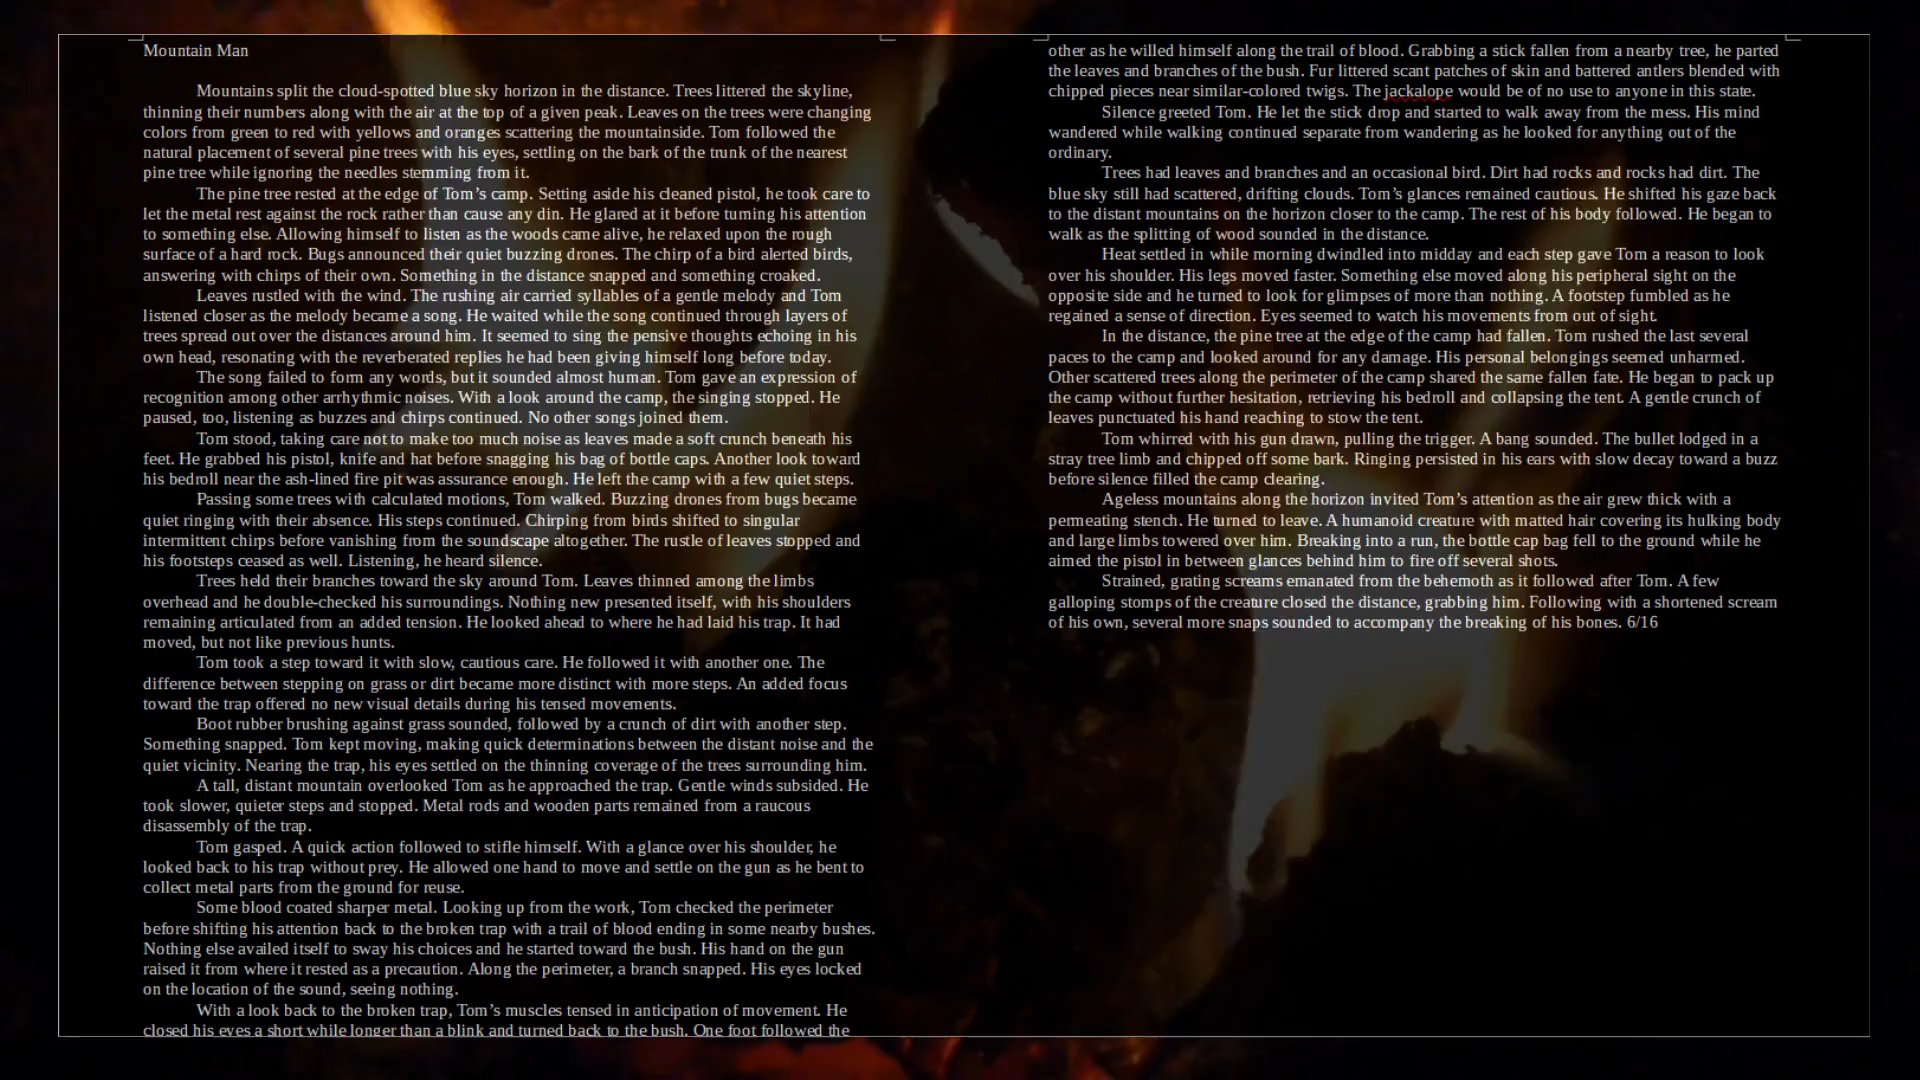 Mountain Man
Mountains split the cloud-spotted blue sky horizon in the distance. Trees littered the skyline,
thinning their numbers along with the air at the top of a given peak. Leaves on the trees were changing
colors from green to red with yellows and oranges scattering the mountainside. Tom followed the
natural placement of several pine trees with his eyes, settling on the bark of the trunk of the nearest
pine tree while ignoring the needles stemming from it.
The pine tree rested at the edge of Tom’s camp. Setting aside his cleaned pistol, he took care to
let the metal rest against the rock rather than cause any din. He glared at it before turning his attention
to something else. Allowing himself to listen as the woods came alive, he relaxed upon the rough
surface of a hard rock. Bugs announced their quiet buzzing drones. The chirp of a bird alerted birds,
answering with chirps of their own. Something in the distance snapped and something croaked.
Leaves rustled with the wind. The rushing air carried syllables of a gentle melody and Tom
listened closer as the melody became a song. He waited while the song continued through layers of
trees spread out over the distances around him. It seemed to sing the pensive thoughts echoing in his
own head, resonating with the reverberated replies he had been giving himself long before today.
The song failed to form any words, but it sounded almost human. Tom gave an expression of
recognition among other arrhythmic noises. With a look around the camp, the singing stopped. He
paused, too, listening as buzzes and chirps continued. No other songs joined them.
Tom stood, taking care not to make too much noise as leaves made a soft crunch beneath his
feet. He grabbed his pistol, knife and hat before snagging his bag of bottle caps. Another look toward
his bedroll near the ash-lined fire pit was assurance enough. He left the camp with a few quiet steps.
Passing some trees with calculated motions, Tom walked. Buzzing drones from bugs became
quiet ringing with their absence. His steps continued. Chirping from birds shifted to singular
intermittent chirps before vanishing from the soundscape altogether. The rustle of leaves stopped and
his footsteps ceased as well. Listening, he heard silence.
Trees held their branches toward the sky around Tom. Leaves thinned among the limbs
overhead and he double-checked his surroundings. Nothing new presented itself, with his shoulders
remaining articulated from an added tension. He looked ahead to where he had laid his trap. It had
moved, but not like previous hunts.
Tom took a step toward it with slow, cautious care. He followed it with another one. The
difference between stepping on grass or dirt became more distinct with more steps. An added focus
toward the trap offered no new visual details during his tensed movements.
Boot rubber brushing against grass sounded, followed by a crunch of dirt with another step.
Something snapped. Tom kept moving, making quick determinations between the distant noise and the
quiet vicinity. Nearing the trap, his eyes settled on the thinning coverage of the trees surrounding him.
A tall, distant mountain overlooked Tom as he approached the trap. Gentle winds subsided. He
took slower, quieter steps and stopped. Metal rods and wooden parts remained from a raucous
disassembly of the trap.
Tom gasped. A quick action followed to stifle himself. With a glance over his shoulder, he
looked back to his trap without prey. He allowed one hand to move and settle on the gun as he bent to
collect metal parts from the ground for reuse.
Some blood coated sharper metal. Looking up from the work, Tom checked the perimeter
before shifting his attention back to the broken trap with a trail of blood ending in some nearby bushes.
Nothing else availed itself to sway his choices and he started toward the bush. His hand on the gun
raised it from where it rested as a precaution. Along the perimeter, a branch snapped. His eyes locked
on the location of the sound, seeing nothing.
With a look back to the broken trap, Tom’s muscles tensed in anticipation of movement. He
closed his eyes a short while longer than a blink and turned back to the bush. One foot followed the
other as he willed himself along the trail of blood. Grabbing a stick fallen from a nearby tree, he parted
the leaves and branches of the bush. Fur littered scant patches of skin and battered antlers blended with
chipped pieces near similar-colored twigs. The jackalope would be of no use to anyone in this state.
Silence greeted Tom. He let the stick drop and started to walk away from the mess. His mind
wandered while walking continued separate from wandering as he looked for anything out of the
ordinary.
Trees had leaves and branches and an occasional bird. Dirt had rocks and rocks had dirt. The
blue sky still had scattered, drifting clouds. Tom’s glances remained cautious. He shifted his gaze back
to the distant mountains on the horizon closer to the camp. The rest of his body followed. He began to
walk as the splitting of wood sounded in the distance.
Heat settled in while morning dwindled into midday and each step gave Tom a reason to look
over his shoulder. His legs moved faster. Something else moved along his peripheral sight on the
opposite side and he turned to look for glimpses of more than nothing. A footstep fumbled as he
regained a sense of direction. Eyes seemed to watch his movements from out of sight.
In the distance, the pine tree at the edge of the camp had fallen. Tom rushed the last several
paces to the camp and looked around for any damage. His personal belongings seemed unharmed.
Other scattered trees along the perimeter of the camp shared the same fallen fate. He began to pack up
the camp without further hesitation, retrieving his bedroll and collapsing the tent. A gentle crunch of
leaves punctuated his hand reaching to stow the tent.
Tom whirred with his gun drawn, pulling the trigger. A bang sounded. The bullet lodged in a
stray tree limb and chipped off some bark. Ringing persisted in his ears with slow decay toward a buzz
before silence filled the camp clearing.
Ageless mountains along the horizon invited Tom’s attention as the air grew thick with a
permeating stench. He turned to leave. A humanoid creature with matted hair covering its hulking body
and large limbs towered over him. Breaking into a run, the bottle cap bag fell to the ground while he
aimed the pistol in between glances behind him to fire off several shots.
Strained, grating screams emanated from the behemoth as it followed after Tom. A few
galloping stomps of the creature closed the distance, grabbing him. Following with a shortened scream
of his own, several more snaps sounded to accompany the breaking of his bones. 6/16